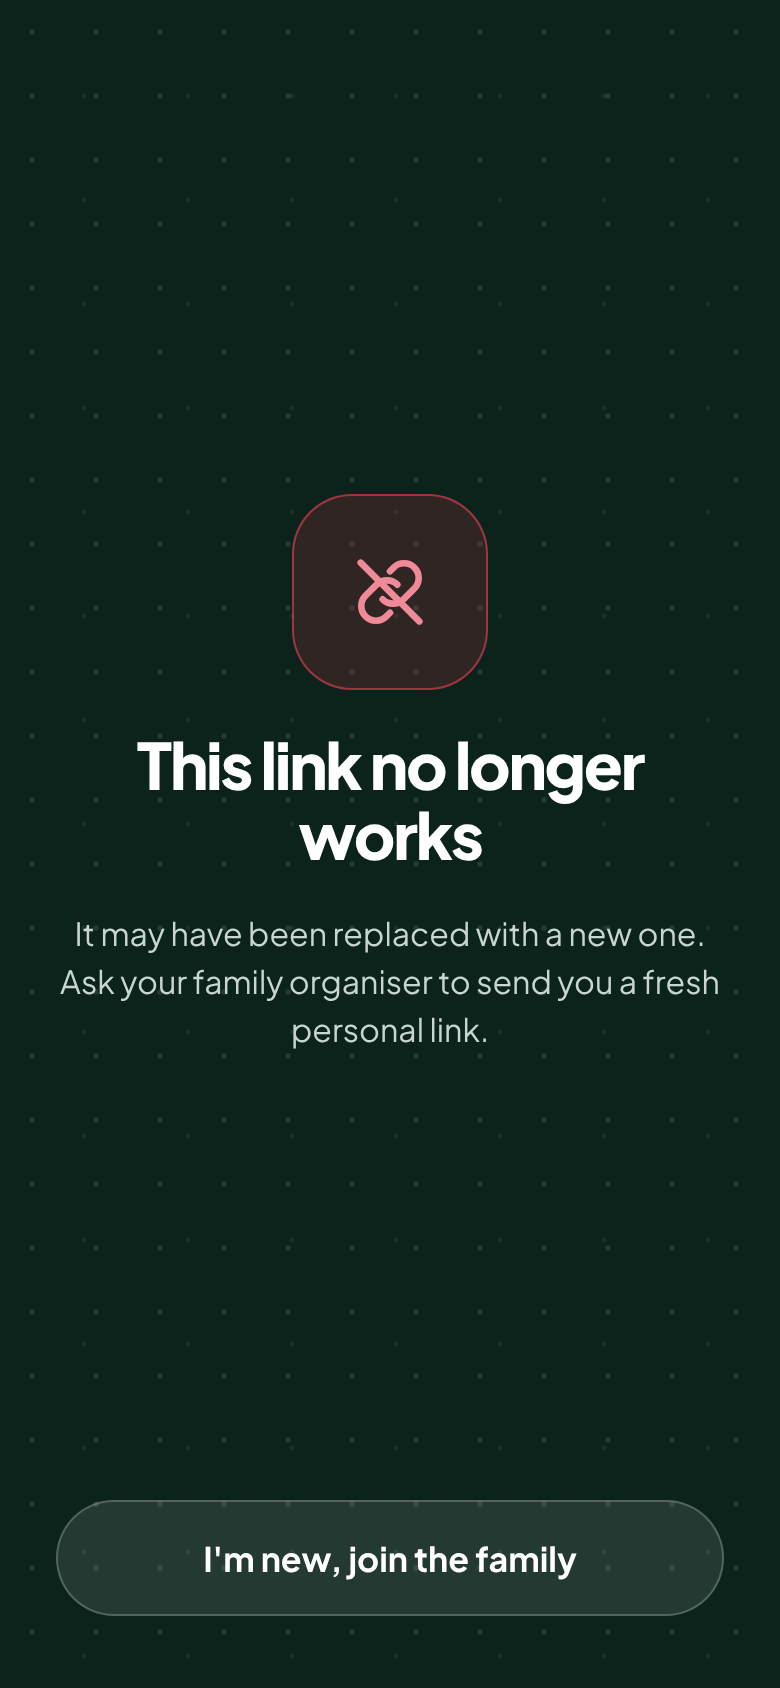 This link no longer
works
It may have been replaced with a new one.
Ask your family organiser to send you a fresh
personal link.
I'm new, join the family